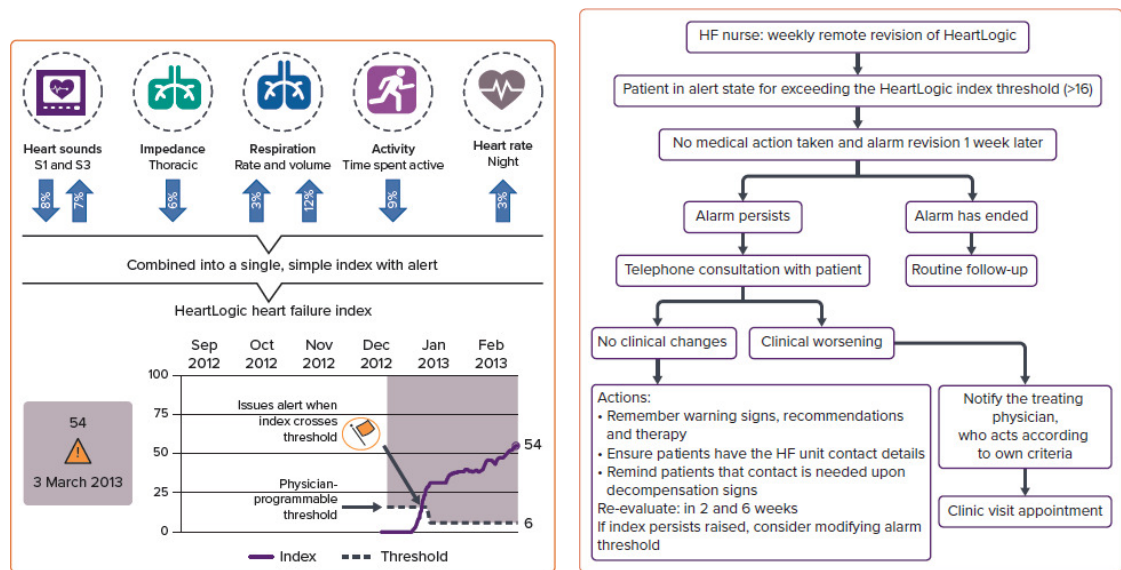 Heart sounds
S1 and S3
Impedance
Thoracic
Respiration
Rate and volume
Activity
Time spent active
Heart rate
Night
8%
7%
6%
3%
12%
9%
3%
Combined into a single, simple index with alert
HeartLogic heart failure index
Sep
2012
Oct
2012
Nov
2012
Dec
2012
Jan
2013
Feb
2013
100
75
50
25
0
Issues alert when
index crosses
threshold
Physician-
programmable
threshold
54
6
54
3 March 2013
Index
Threshold
HF nurse: weekly remote revision of HeartLogic
Patient in alert state for exceeding the HeartLogic index threshold (>16)
No medical action taken and alarm revision 1 week later
Alarm persists
Alarm has ended
Telephone consultation with patient
Routine follow-up
No clinical changes
Clinical worsening
Actions:
• Remember warning signs, recommendations
and therapy
• Ensure patients have the HF unit contact details
• Remind patients that contact is needed upon
decompensation signs
Re-evaluate: in 2 and 6 weeks
If index persists raised, consider modifying alarm
threshold
Notify the treating
physician,
who acts according
to own criteria
Clinic visit appointment